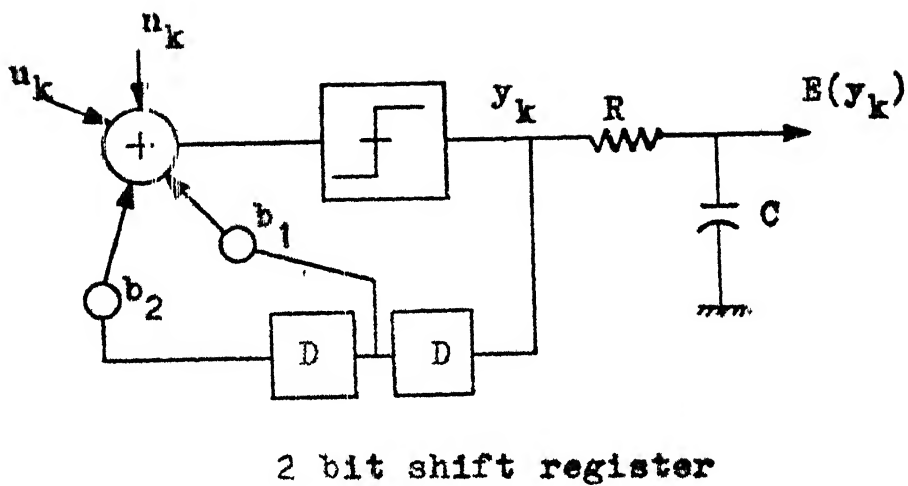 n_k
u_k
y_k
R
E(y_k)
+
b_1
C
b_2
D
D
2 bit shift register